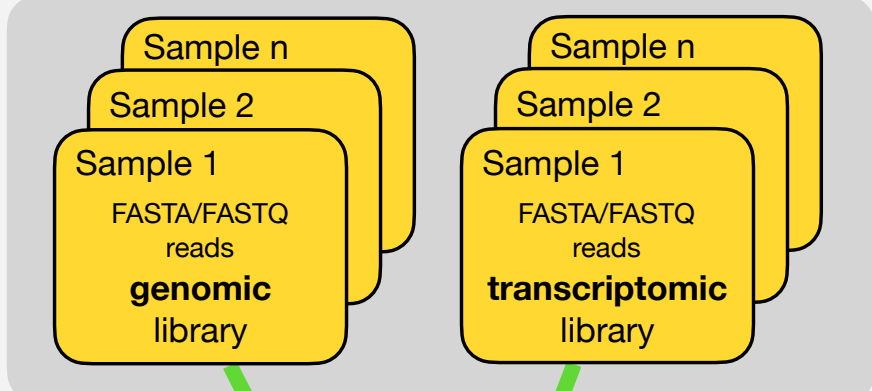 Sample n
Sample 2
Sample 1
FASTA/FASTQ
reads
genomic
library
Sample n
Sample 2
Sample 1
FASTA/FASTQ
reads
transcriptomic
library